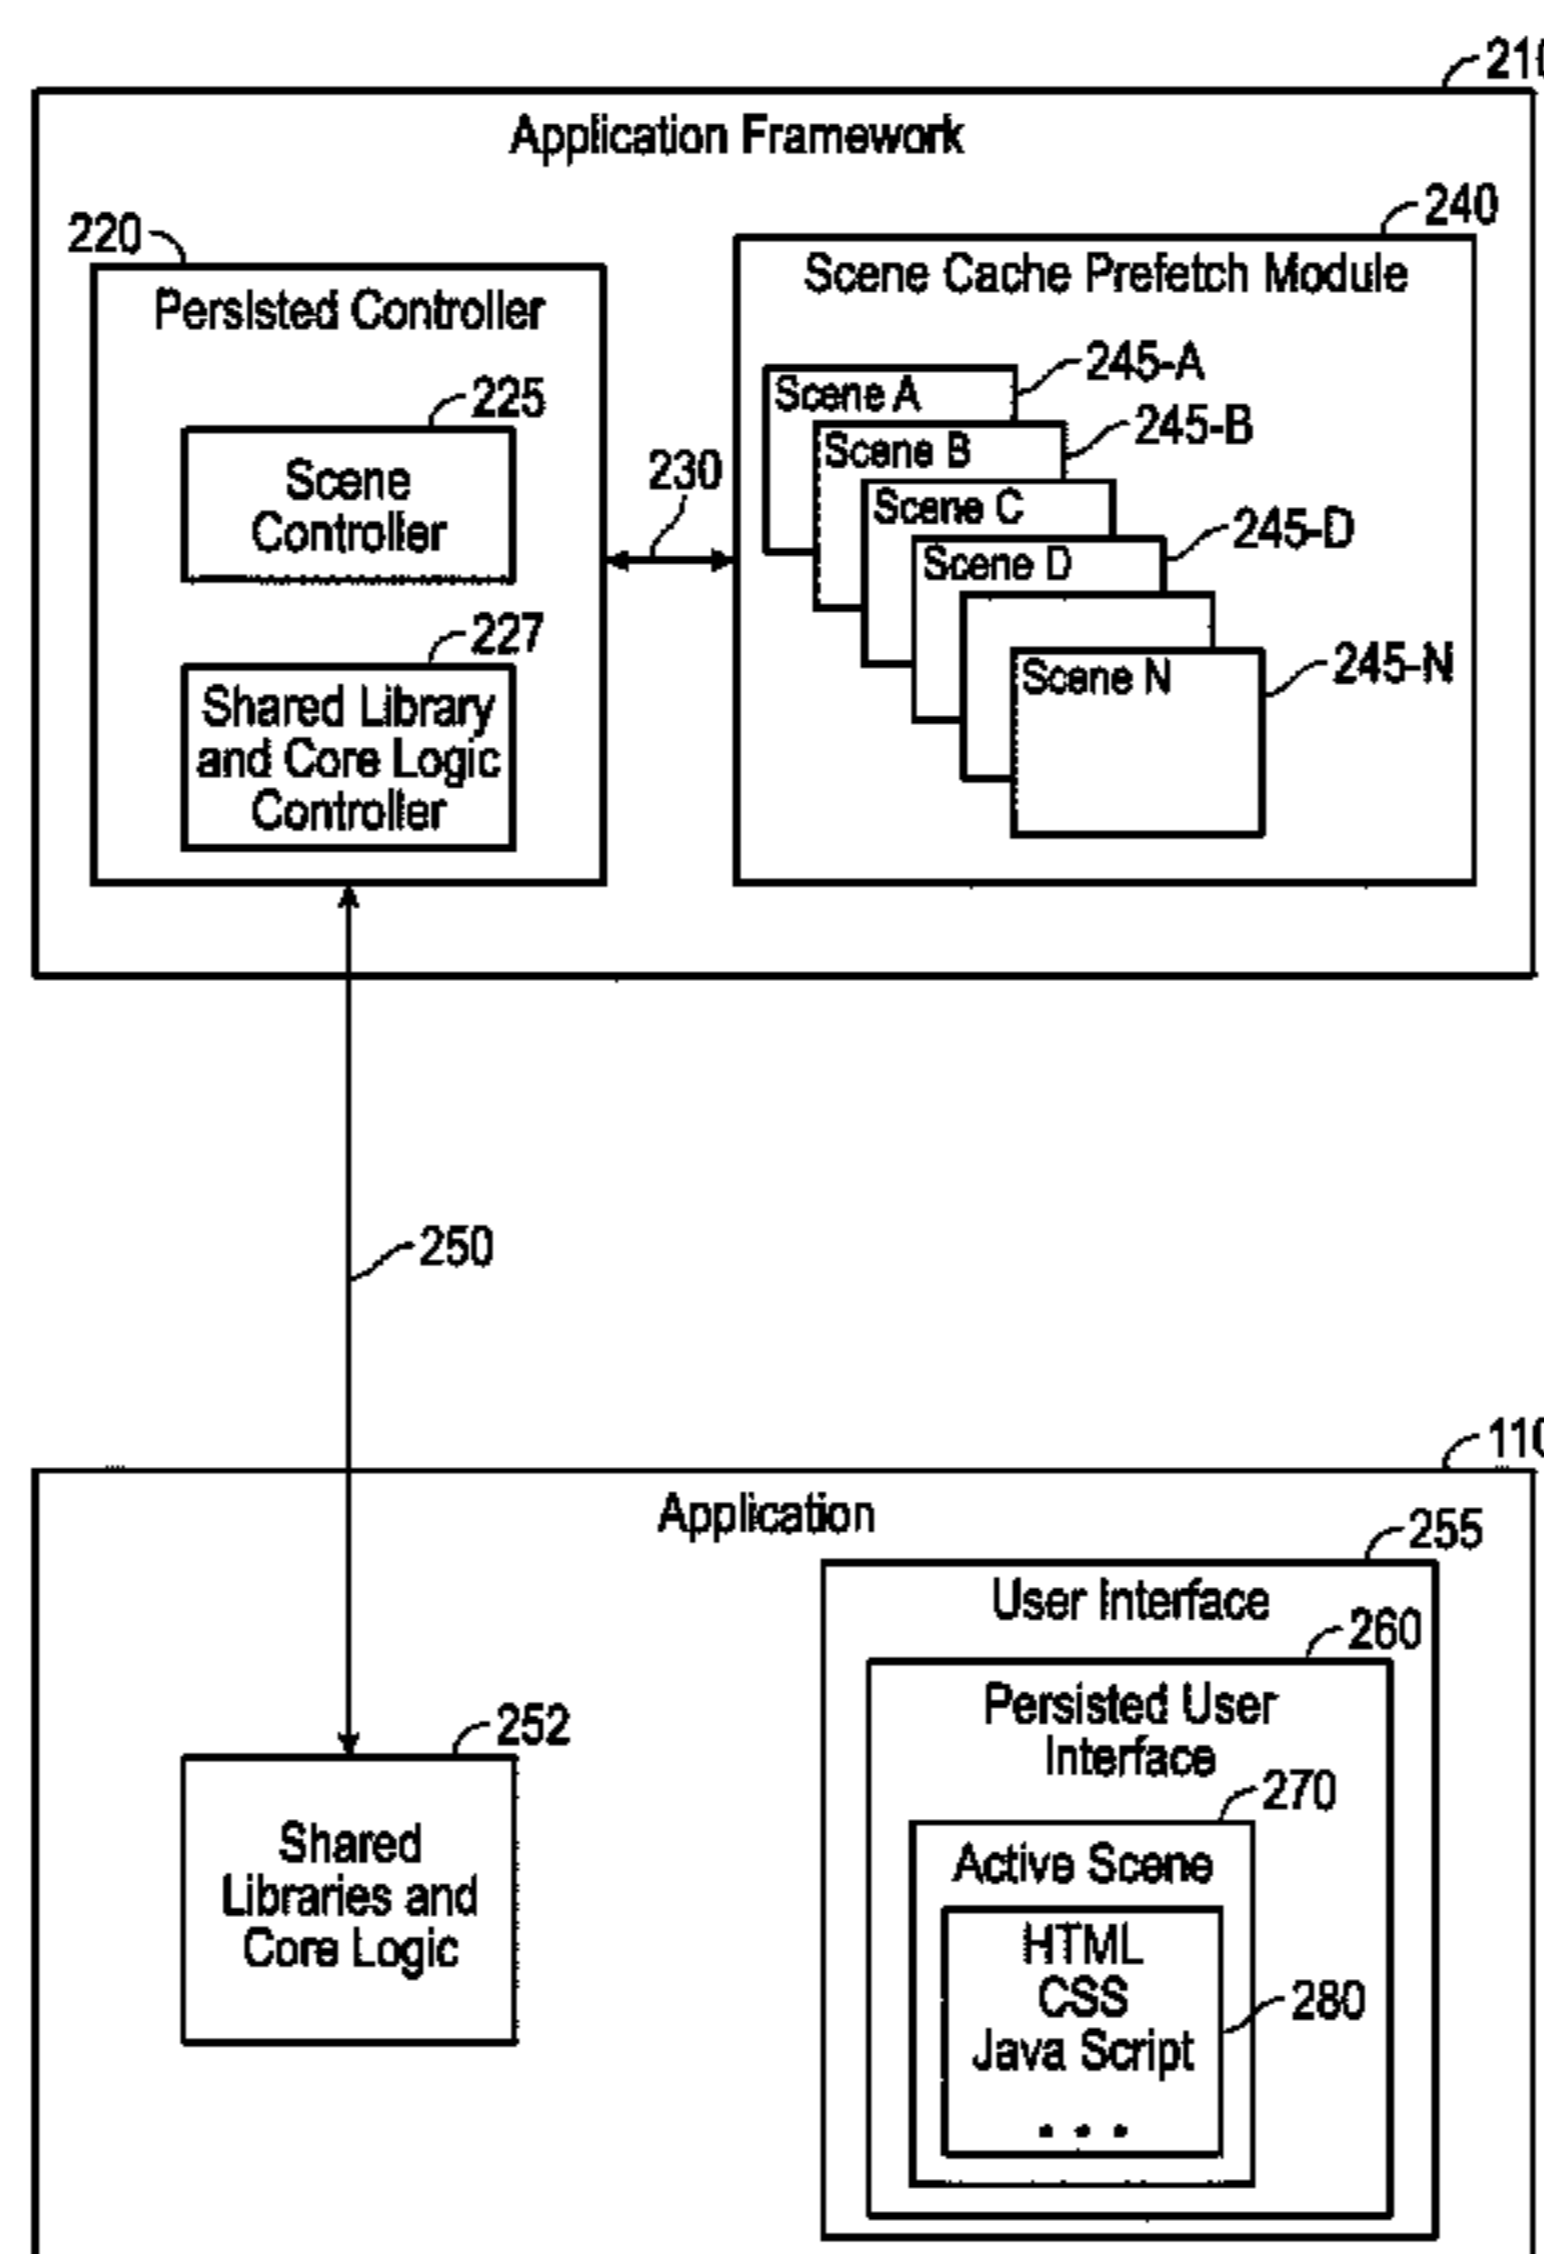 210
Application Framework
220
Persisted Controller
225
Scene
Controller
227
Shared Library
and Core Logic
Controller
230
240
Scene Cache Prefetch Module
Scene A
245-A
Scene B
245-B
Scene C
Scene D
245-D
Scene N
245-N
250
110
Application
252
Shared
Libraries and
Core Logic
255
User Interface
260
Persisted User
Interface
270
Active Scene
HTML
CSS
Java Script
. . .
280